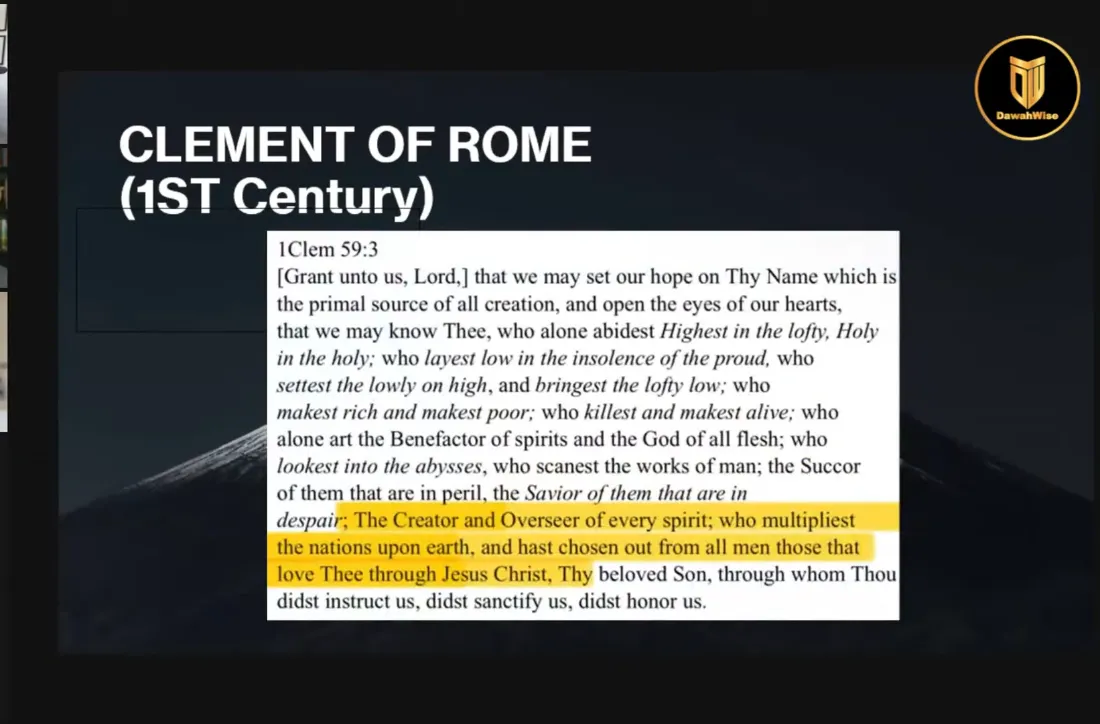 DawahWise
CLEMENT OF ROME
(1ST Century)
1Clem 59:3
[Grant unto us, Lord,] that we may set our hope on Thy Name which is
the primal source of all creation, and open the eyes of our hearts,
that we may know Thee, who alone abidest Highest in the lofty, Holy
in the holy; who layest low in the insolence of the proud, who
settest the lowly on high, and bringest the lofty low; who
makest rich and makest poor; who killest and makest alive; who
alone art the Benefactor of spirits and the God of all flesh; who
lookest into the abysses, who scanest the works of man; the Succor
of them that are in peril, the Savior of them that are in
despair; The Creator and Overseer of every spirit; who multipliest
the nations upon earth, and hast chosen out from all men those that
love Thee through Jesus Christ, Thy beloved Son, through whom Thou
didst instruct us, didst sanctify us, didst honor us.